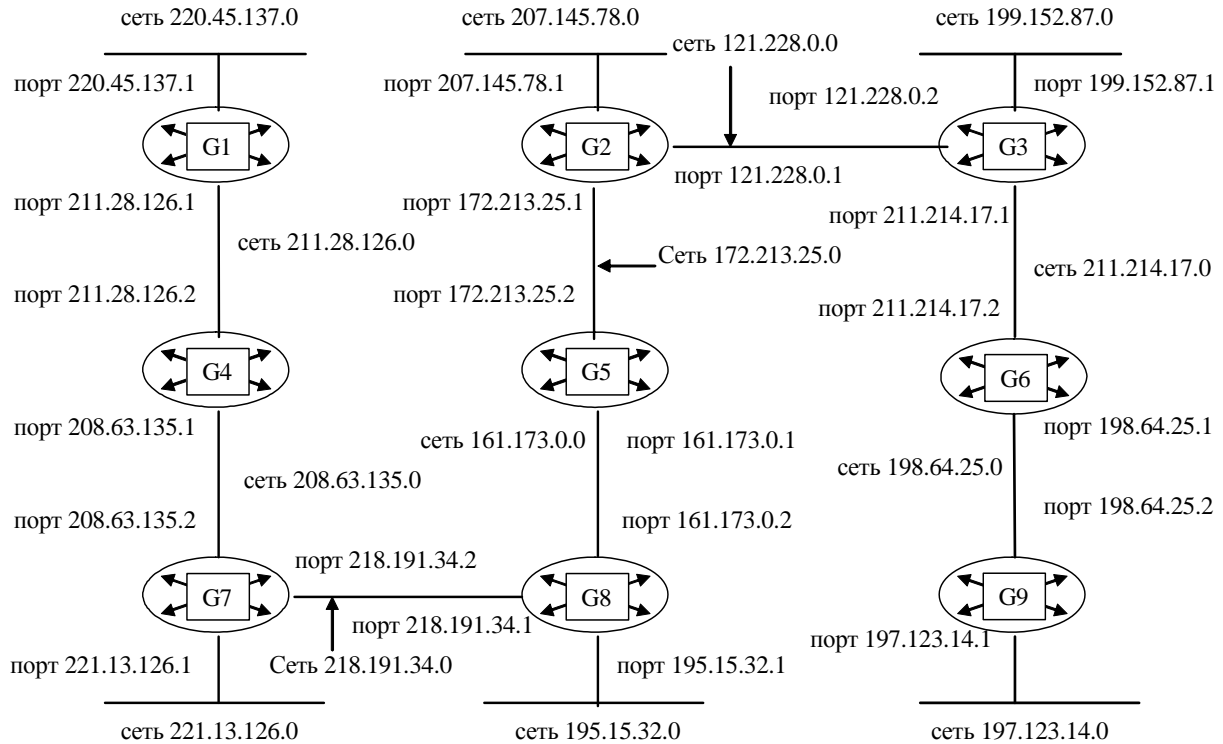 сеть 220.45.137.0
сеть 207.145.78.0
сеть 199.152.87.0
сеть 121.228.0.0
порт 220.45.137.1
порт 207.145.78.1
порт 121.228.0.2
порт 199.152.87.1
G1
G2
G3
порт 121.228.0.1
порт 211.28.126.1
порт 172.213.25.1
порт 211.214.17.1
сеть 211.28.126.0
Сеть 172.213.25.0
сеть 211.214.17.0
порт 211.28.126.2
порт 172.213.25.2
порт 211.214.17.2
G4
G5
G6
порт 208.63.135.1
сеть 161.173.0.0
порт 161.173.0.1
порт 198.64.25.1
сеть 198.64.25.0
сеть 208.63.135.0
порт 208.63.135.2
порт 161.173.0.2
порт 198.64.25.2
порт 218.191.34.2
G7
G8
G9
порт 218.191.34.1
порт 197.123.14.1
порт 221.13.126.1
Сеть 218.191.34.0
порт 195.15.32.1
сеть 221.13.126.0
сеть 195.15.32.0
сеть 197.123.14.0